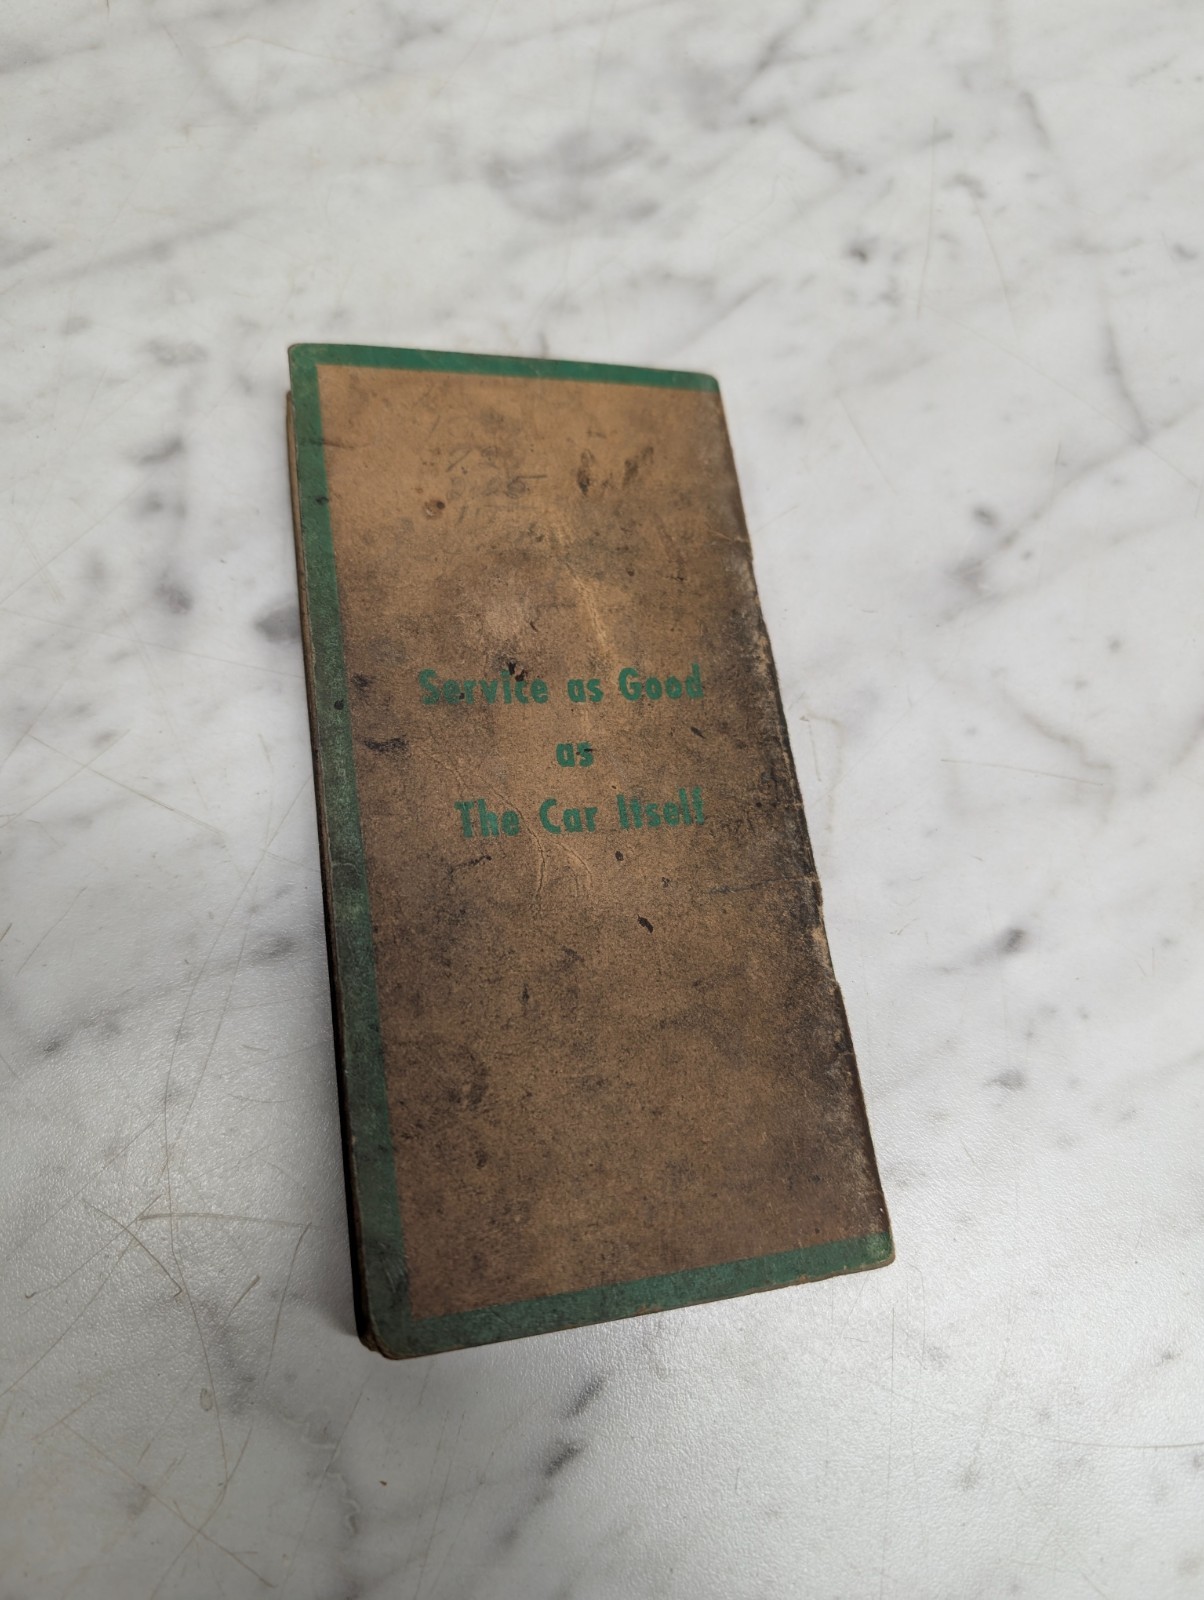 Service as Good
as
The Car Itself